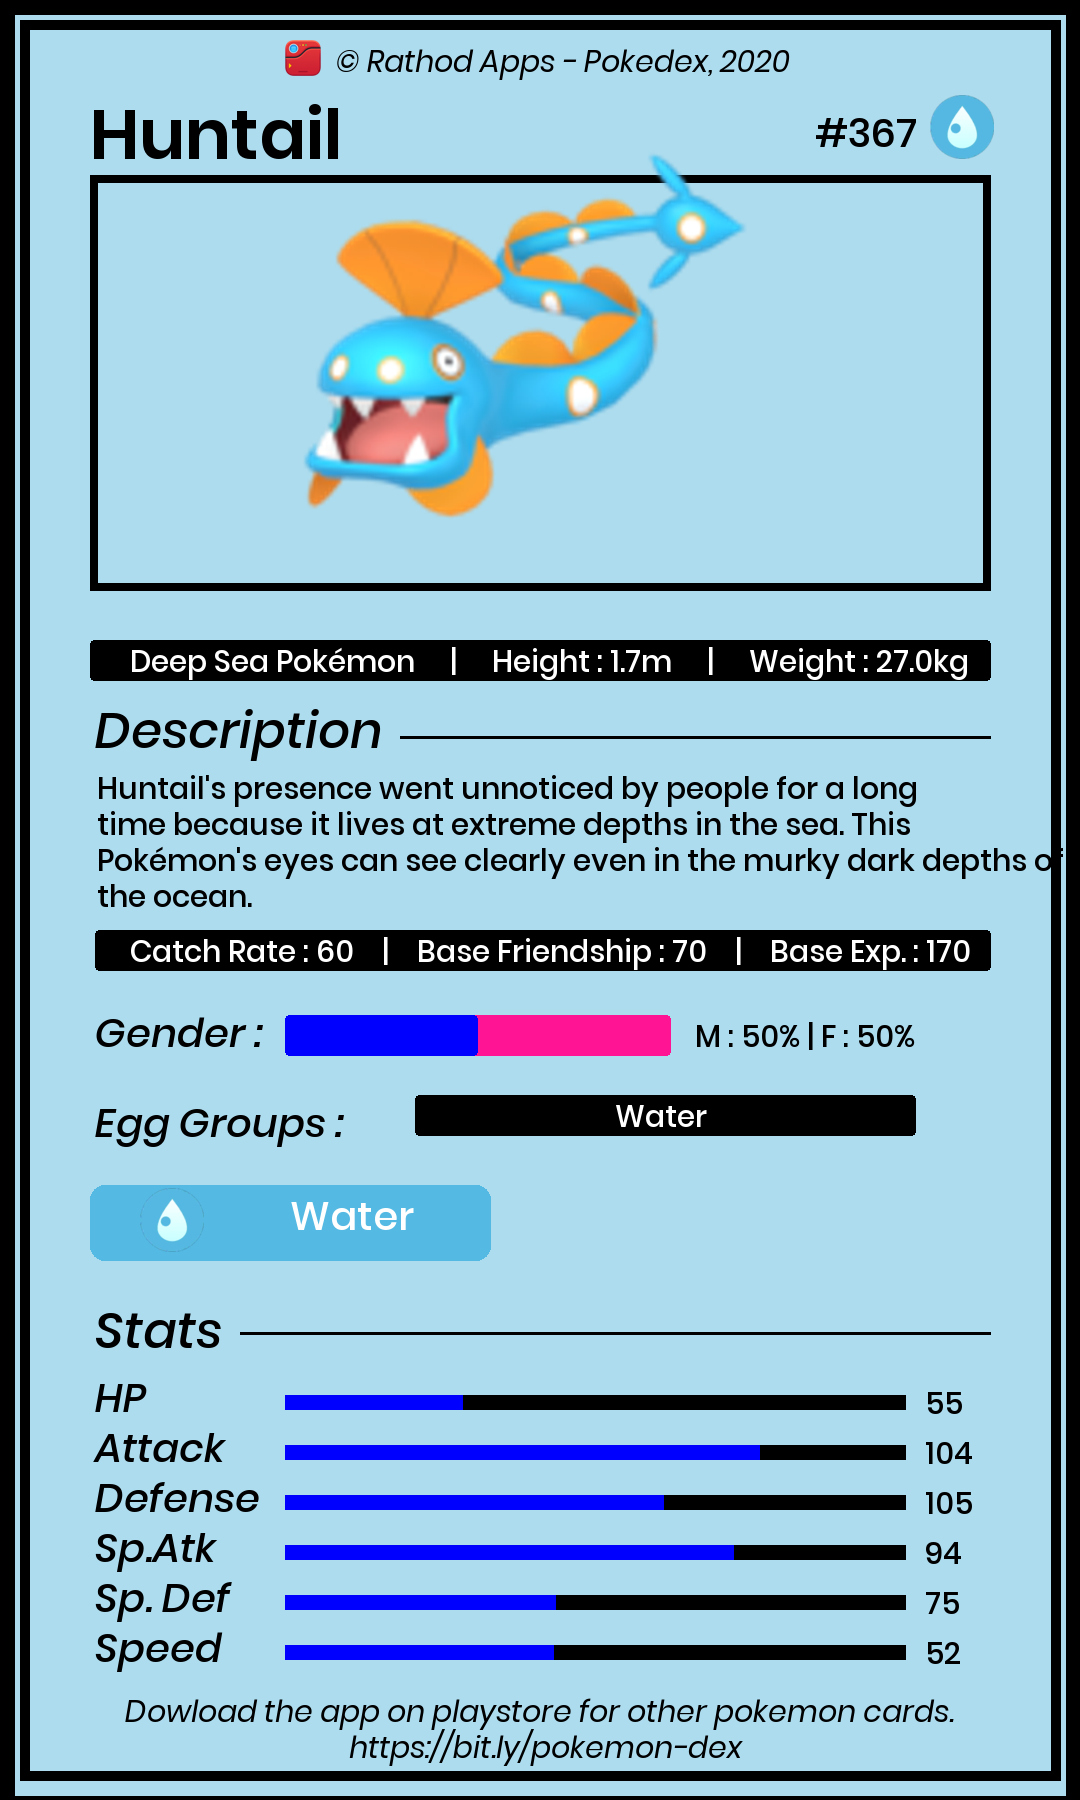 © Rathod Apps - Pokedex, 2020
Huntail
#367
Deep Sea Pokémon | Height : 1.7m | Weight : 27.0kg
Description
Huntail's presence went unnoticed by people for a long
time because it lives at extreme depths in the sea. This
Pokémon's eyes can see clearly even in the murky dark depths of
the ocean.
Catch Rate : 60 | Base Friendship : 70 | Base Exp. : 170
Gender : M : 50% | F : 50%
Egg Groups : Water
Water
Stats
HP 55
Attack 104
Defense 105
Sp.Atk 94
Sp. Def 75
Speed 52
Dowload the app on playstore for other pokemon cards.
https://bit.ly/pokemon-dex